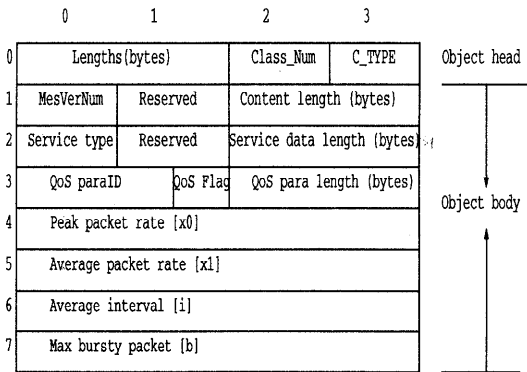 0 1 2 3
0 Lengths(bytes) Class_Num C_TYPE Object head
1 MesVerNum Reserved Content length (bytes)
2 Service type Reserved Service data length (bytes)
3 QoS paraID QoS Flag QoS para length (bytes)
Object body
4 Peak packet rate [x0]
5 Average packet rate [x1]
6 Average interval [i]
7 Max bursty packet [b]